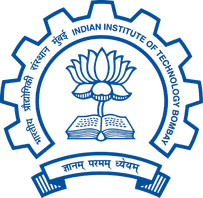 भारतीय प्रौद्योगिकी संस्थान मुंबई
INDIAN INSTITUTE OF TECHNOLOGY BOMBAY
ज्ञानम् परमम् ध्येयम्